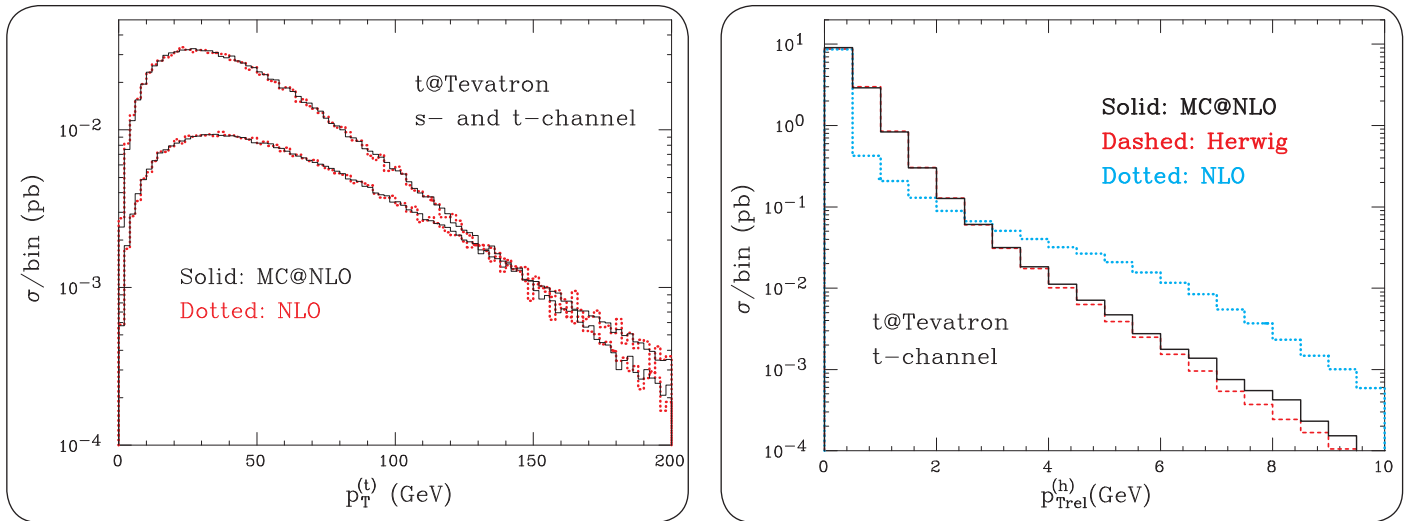 t@Tevatron
s− and t−channel
Solid: MC@NLO
Dotted: NLO
σ/bin (pb)
10−2
10−3
10−4
0 50 100 150 200
p_T^(t) (GeV)
Solid: MC@NLO
Dashed: Herwig
Dotted: NLO
t@Tevatron
t−channel
σ/bin (pb)
10^1
10^0
10−1
10−2
10−3
10−4
0 2 4 6 8 10
p_Trel^(h)(GeV)